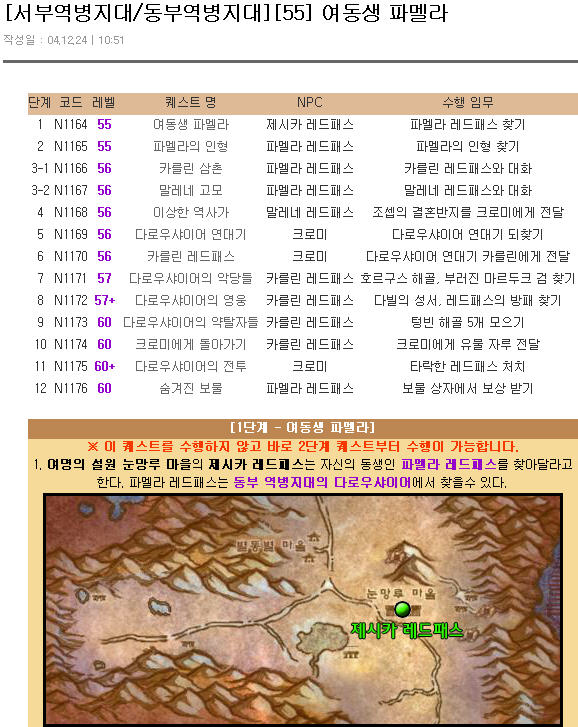 [서부역병지대/동부역병지대][55] 여동생 파멜라
작성일 : 04,12,24 | 10:51
단계 코드 레벨 퀘스트 명 NPC 수행 임무
1 N1164 55 여동생 파멜라 제시카 레드패스 파멜라 레드패스 찾기
2 N1165 55 파멜라의 인형 파멜라 레드패스 파멜라의 인형 찾기
3-1 N1166 56 카를린 삼촌 파멜라 레드패스 카를린 레드패스와 대화
3-2 N1167 56 말레네 고모 파멜라 레드패스 말레네 레드패스와 대화
4 N1168 56 이상한 역사가 말레네 레드패스 조셉의 결혼반지를 크로미에게 전달
5 N1169 56 다로우샤이어 연대기 크로미 다로우샤이어 연대기 되찾기
6 N1170 56 카를린 레드패스 크로미 다로우샤이어 연대기 카를린에게 전달
7 N1171 57 다로우샤이어의 악당들 카를린 레드패스 호르구스 해골, 부러진 마르두크 검 찾기
8 N1172 57+ 다로우샤이어의 영웅 카를린 레드패스 다빌의 성서, 레드패스의 방패 찾기
9 N1173 60 다로우샤이어의 약탈자들 카를린 레드패스 텅빈 해골 5개 모으기
10 N1174 60 크로미에게 돌아가기 카를린 레드패스 크로미에게 유물 자루 전달
11 N1175 60+ 다로우샤이어의 전투 크로미 타락한 레드패스 처치
12 N1176 60 숨겨진 보물 파멜라 레드패스 보물 상자에서 보상 받기
[1단계 - 여동생 파멜라]
※ 이 퀘스트를 수행하지 않고 바로 2단계 퀘스트부터 수행이 가능합니다.
1. 여명의 설원 눈망루 마을의 제시카 레드패스는 자신의 동생인 파멜라 레드패스를 찾아달라고
한다. 파멜라 레드패스는 동부 역병지대의 다로우샤이어에서 찾을수 있다.
별똥별 마을
눈망루 마을
제시카 레드패스